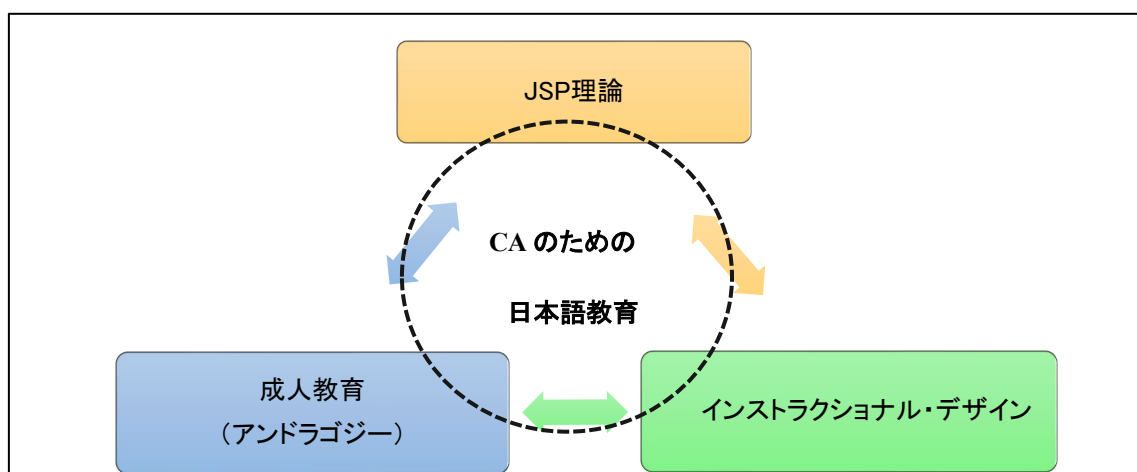 JSP理論
CA のための
日本語教育
成人教育
（アンドラゴジー）
インストラクショナル・デザイン